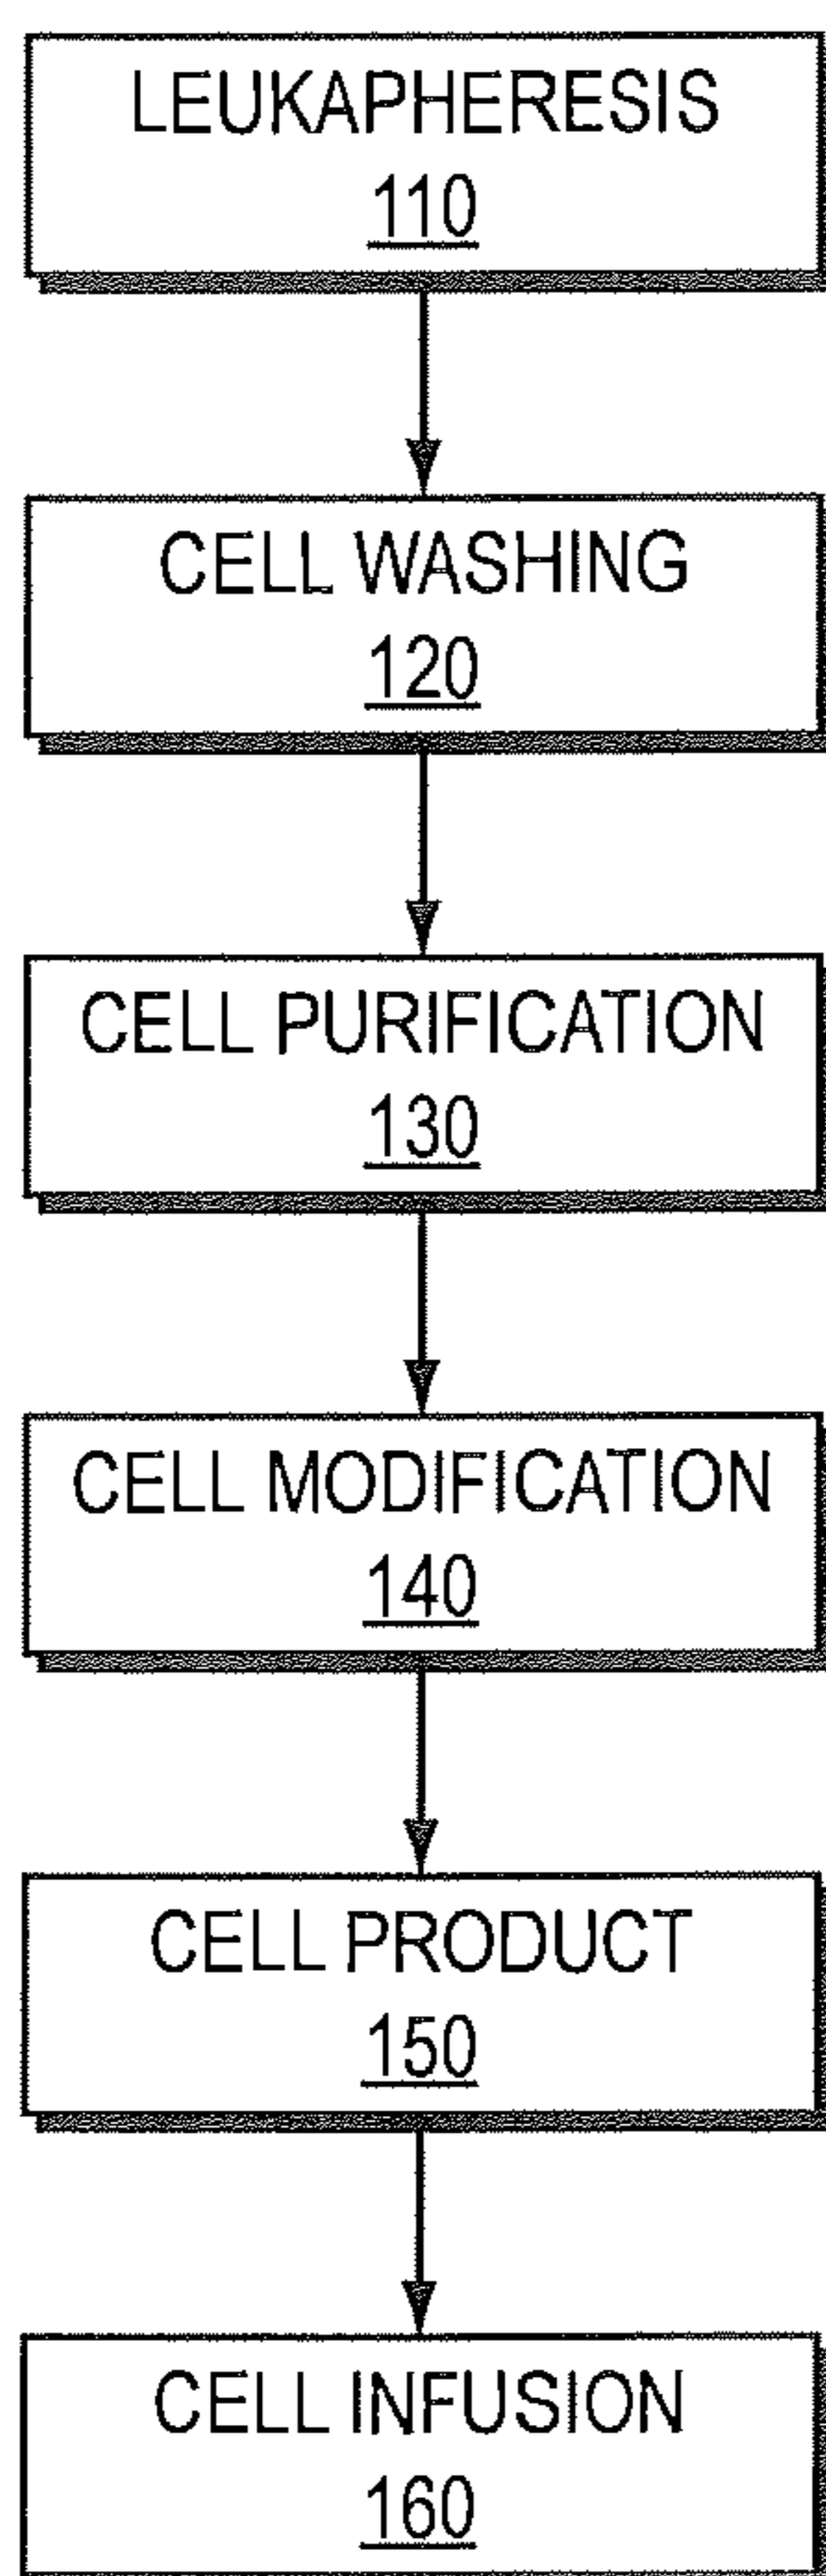 LEUKAPHERESIS
110
CELL WASHING
120
CELL PURIFICATION
130
CELL MODIFICATION
140
CELL PRODUCT
150
CELL INFUSION
160